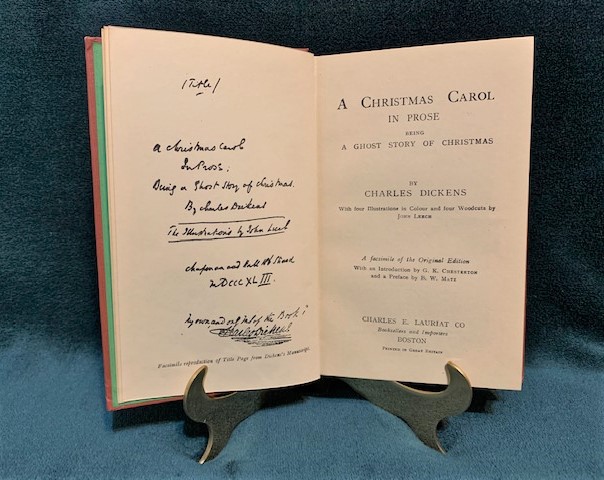 (Title)
A Christmas Carol
In Prose;
Being a Ghost Story of Christmas.
By Charles Dickens
The Illustrations by John Leech
Chapman and Hall 186 Strand
MDCCCXLIII.
My own and only MS of the Book
Charles Dickens
Facsimile reproduction of Title Page from Dickens's Manuscript.
A CHRISTMAS CAROL
IN PROSE
BEING
A GHOST STORY OF CHRISTMAS
BY
CHARLES DICKENS
With four Illustrations in Colour and four Woodcuts by
JOHN LEECH
A facsimile of the Original Edition
With an Introduction by G. K. CHESTERTON
and a Preface by B. W. MATZ
CHARLES E. LAURIAT CO
Booksellers and Importers
BOSTON
PRINTED IN GREAT BRITAIN